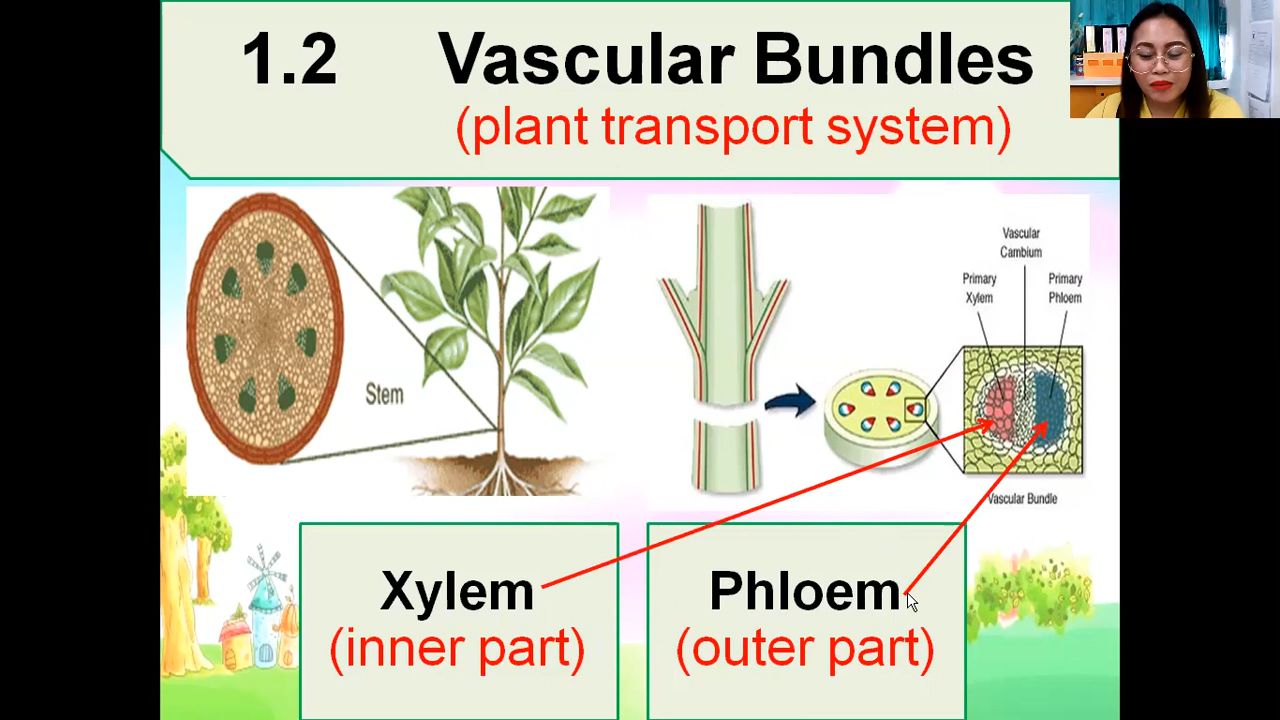 1.2 Vascular Bundles
(plant transport system)
Stem
Vascular
Cambium
Primary
Xylem
Primary
Phloem
Vascular Bundle
Xylem
(inner part)
Phloem
(outer part)